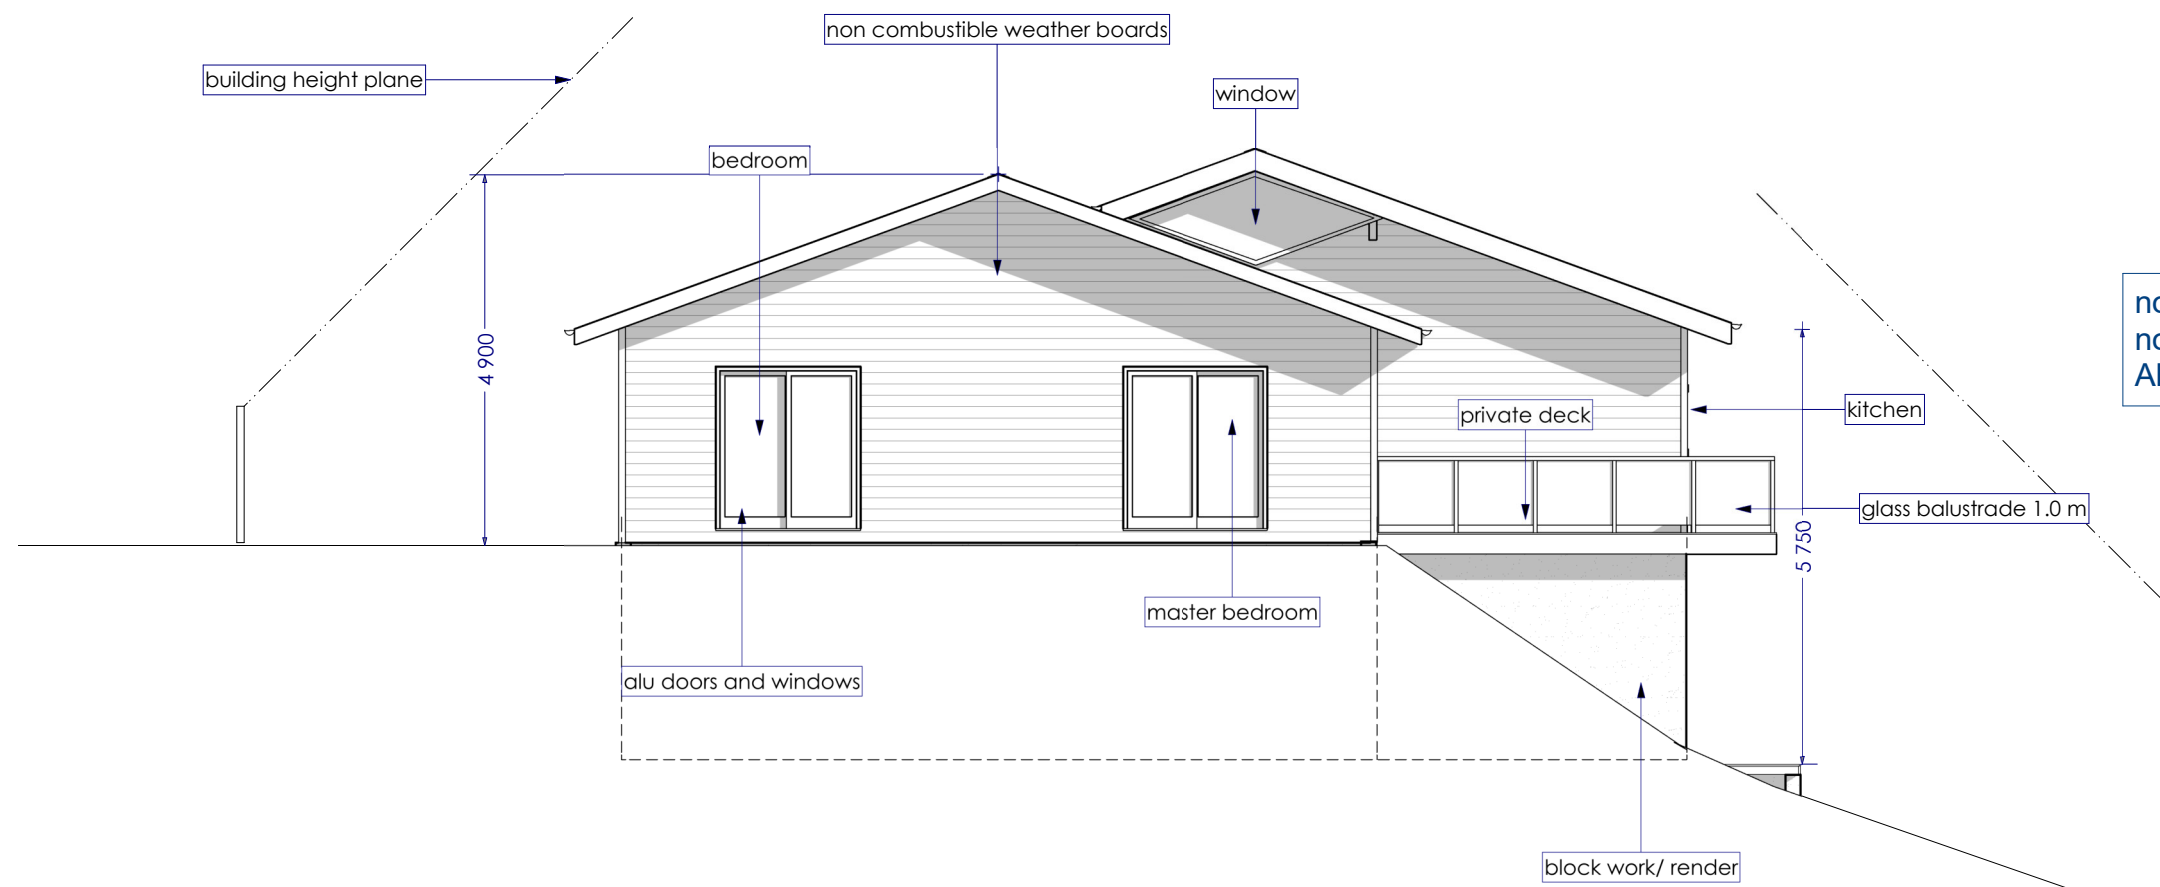 non combustible weather boards
building height plane
window
bedroom
4 900
private deck
kitchen
glass balustrade 1.0 m
5 750
master bedroom
alu doors and windows
block work/ render